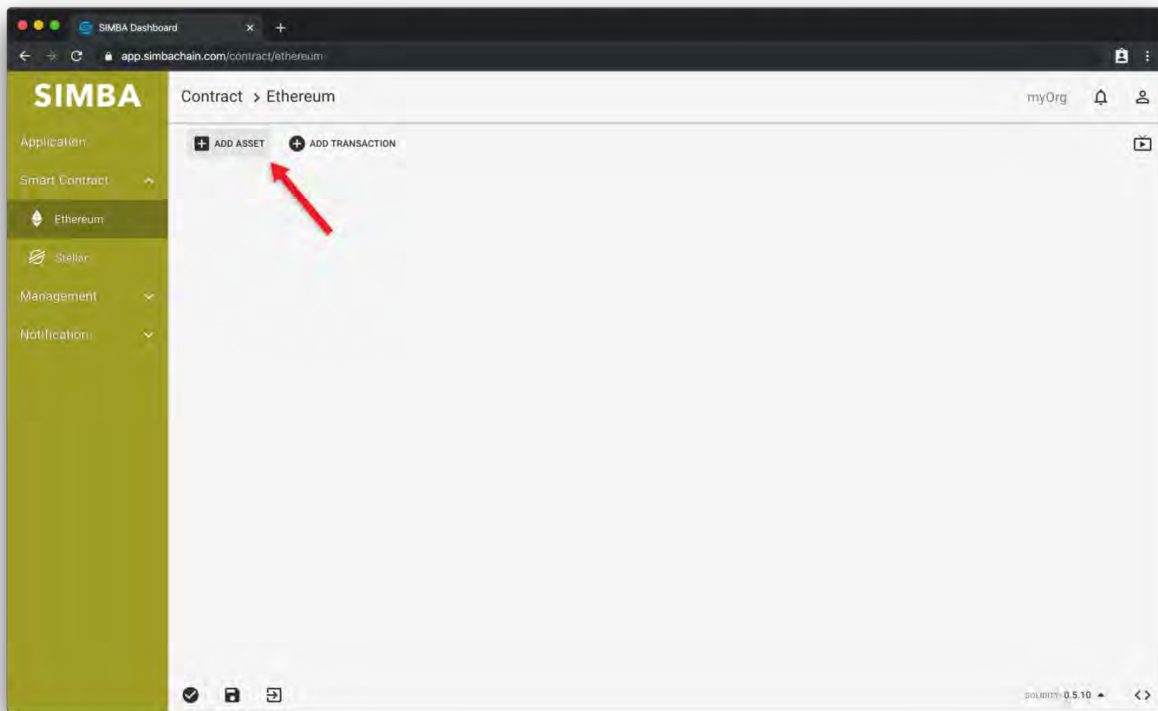 SIMBA Dashboard
app.simbachain.com/contract/ethereum
SIMBA
Contract > Ethereum
myOrg
Application
ADD ASSET
ADD TRANSACTION
Smart Contract
Ethereum
Stellar
Management
Notification
SOLIDITY: 0.5.10